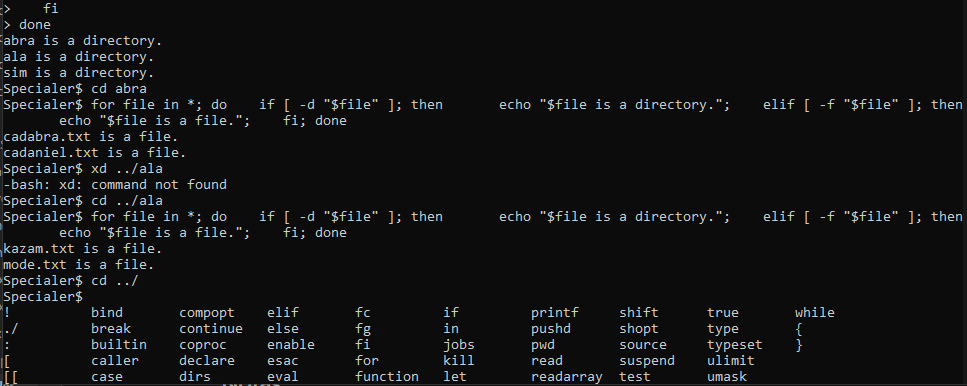 >    fi
> done
abra is a directory.
ala is a directory.
sim is a directory.
Specialer$ cd abra
Specialer$ for file in *; do    if [ -d "$file" ]; then       echo "$file is a directory.";    elif [ -f "$file" ]; then
       echo "$file is a file.";    fi; done
cadabra.txt is a file.
cadaniel.txt is a file.
Specialer$ xd ../ala
-bash: xd: command not found
Specialer$ cd ../ala
Specialer$ for file in *; do    if [ -d "$file" ]; then       echo "$file is a directory.";    elif [ -f "$file" ]; then
       echo "$file is a file.";    fi; done
kazam.txt is a file.
mode.txt is a file.
Specialer$ cd ../
Specialer$
!          bind       compopt    elif       fc         if         printf     shift      true       while
./         break      continue   else       fg         in         pushd      shopt      type       {
:          builtin    coproc     enable     fi         jobs       pwd        source     typeset    }
[          caller     declare    esac       for        kill       read       suspend    ulimit
[[         case       dirs       eval       function   let        readarray  test       umask